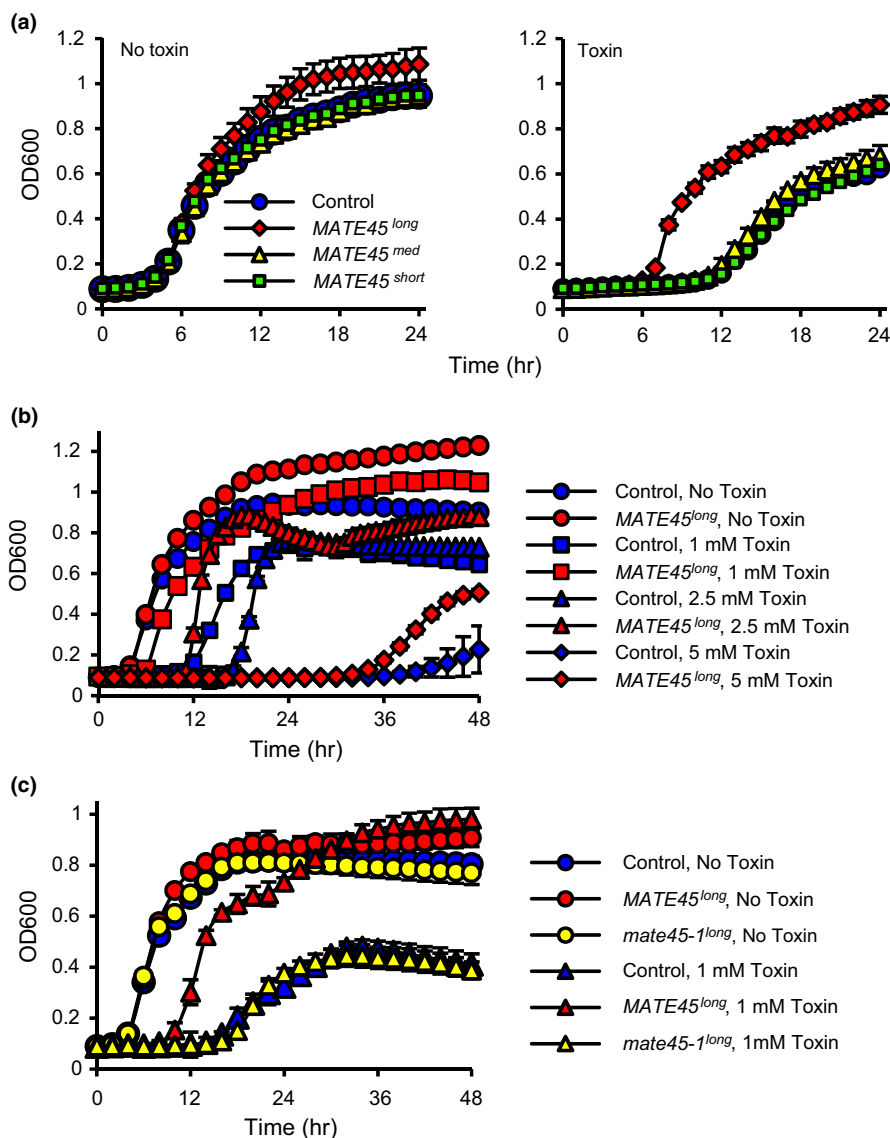 (a)
1.2
No toxin
1
0.8
0.6
0.4
0.2
0
OD600
Control
MATE45 long
MATE45 med
MATE45 short
0
6
12
18
24
1.2
Toxin
1
0.8
0.6
0.4
0.2
0
0
6
12
18
24
Time (hr)
(b)
1.2
1
0.8
0.6
0.4
0.2
0
OD600
0
12
24
36
48
Time (hr)
Control, No Toxin
MATE45long, No Toxin
Control, 1 mM Toxin
MATE45long, 1 mM Toxin
Control, 2.5 mM Toxin
MATE45long, 2.5 mM Toxin
Control, 5 mM Toxin
MATE45long, 5 mM Toxin
(c)
1
0.8
0.6
0.4
0.2
0
OD600
0
12
24
36
48
Time (hr)
Control, No Toxin
MATE45long, No Toxin
mate45-1long, No Toxin
Control, 1 mM Toxin
MATE45long, 1 mM Toxin
mate45-1long, 1mM Toxin